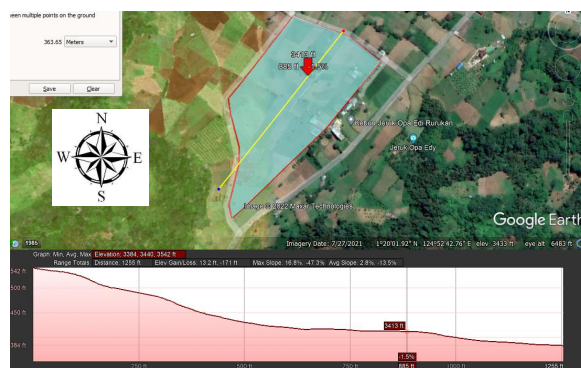 ween multiple points on the ground
363.65 Meters
Save Clear
N
W E
S
3413 ft
885 ft -1.5%
Kebun Jeruk Opa Edi Rurukan
Jeruk Opa Edy
Image © 2022 Maxar Technologies
Google Earth
1985
Imagery Date: 7/27/2021 1°20'01.92" N 124°52'42.76" E elev 3433 ft eye alt 6483 ft
Graph: Min, Avg, Max Elevation: 3384, 3440, 3542 ft
Range Totals: Distance: 1255 ft Elev Gain/Loss: 13.2 ft, -171 ft Max Slope: 16.8%, -47.3% Avg Slope: 2.8%, -13.5%
542 ft
500 ft
450 ft
384 ft
3413 ft
-1.5%
250 ft 500 ft 750 ft 885 ft 1000 ft 1255 ft